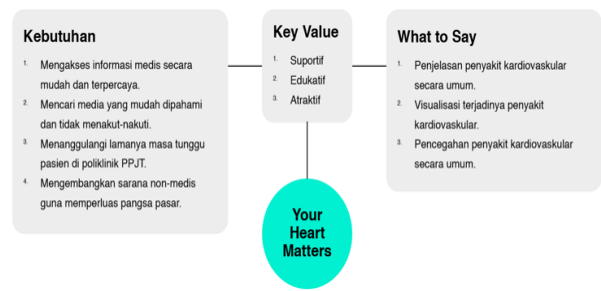 Kebutuhan
1. Mengakses informasi medis secara
mudah dan terpercaya.
2. Mencari media yang mudah dipahami
dan tidak menakut-nakuti.
3. Menanggulangi lamanya masa tunggu
pasien di poliklinik PPJT.
4. Mengembangkan sarana non-medis
guna memperluas pangsa pasar.
Key Value
1. Suportif
2. Edukatif
3. Atraktif
What to Say
1. Penjelasan penyakit kardiovaskular
secara umum.
2. Visualisasi terjadinya penyakit
kardiovaskular.
3. Pencegahan penyakit kardiovaskular
secara umum.
Your
Heart
Matters